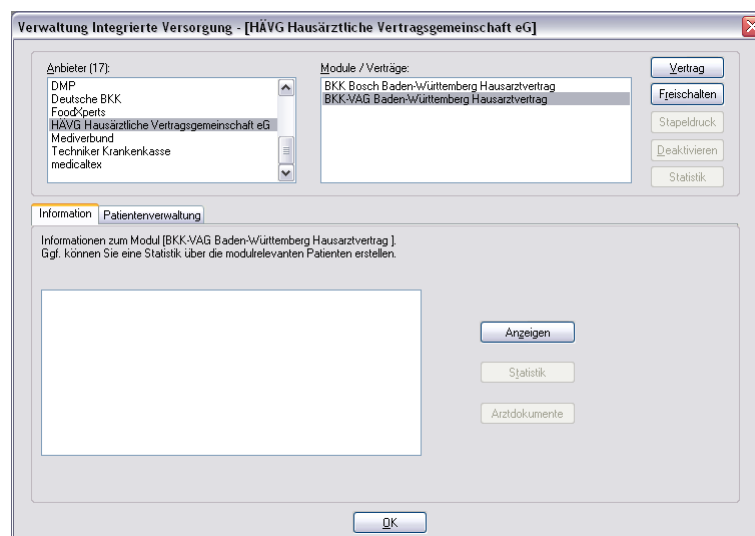 Verwaltung Integrierte Versorgung - [HÄVG Hausärztliche Vertragsgemeinschaft eG]
Anbieter (17):
DMP
Deutsche BKK
FoodXperts
HÄVG Hausärztliche Vertragsgemeinschaft eG
Mediverbund
Techniker Krankenkasse
medicaltex
Module / Verträge:
BKK Bosch Baden-Württemberg Hausarztvertrag
BKK-VAG Baden-Württemberg Hausarztvertrag
Vertrag
Freischalten
Stapeldruck
Deaktivieren
Statistik
Information
Patientenverwaltung
Informationen zum Modul [BKK-VAG Baden-Württemberg Hausarztvertrag ].
Ggf. können Sie eine Statistik über die modulrelevanten Patienten erstellen.
Anzeigen
Statistik
Arztdokumente
OK